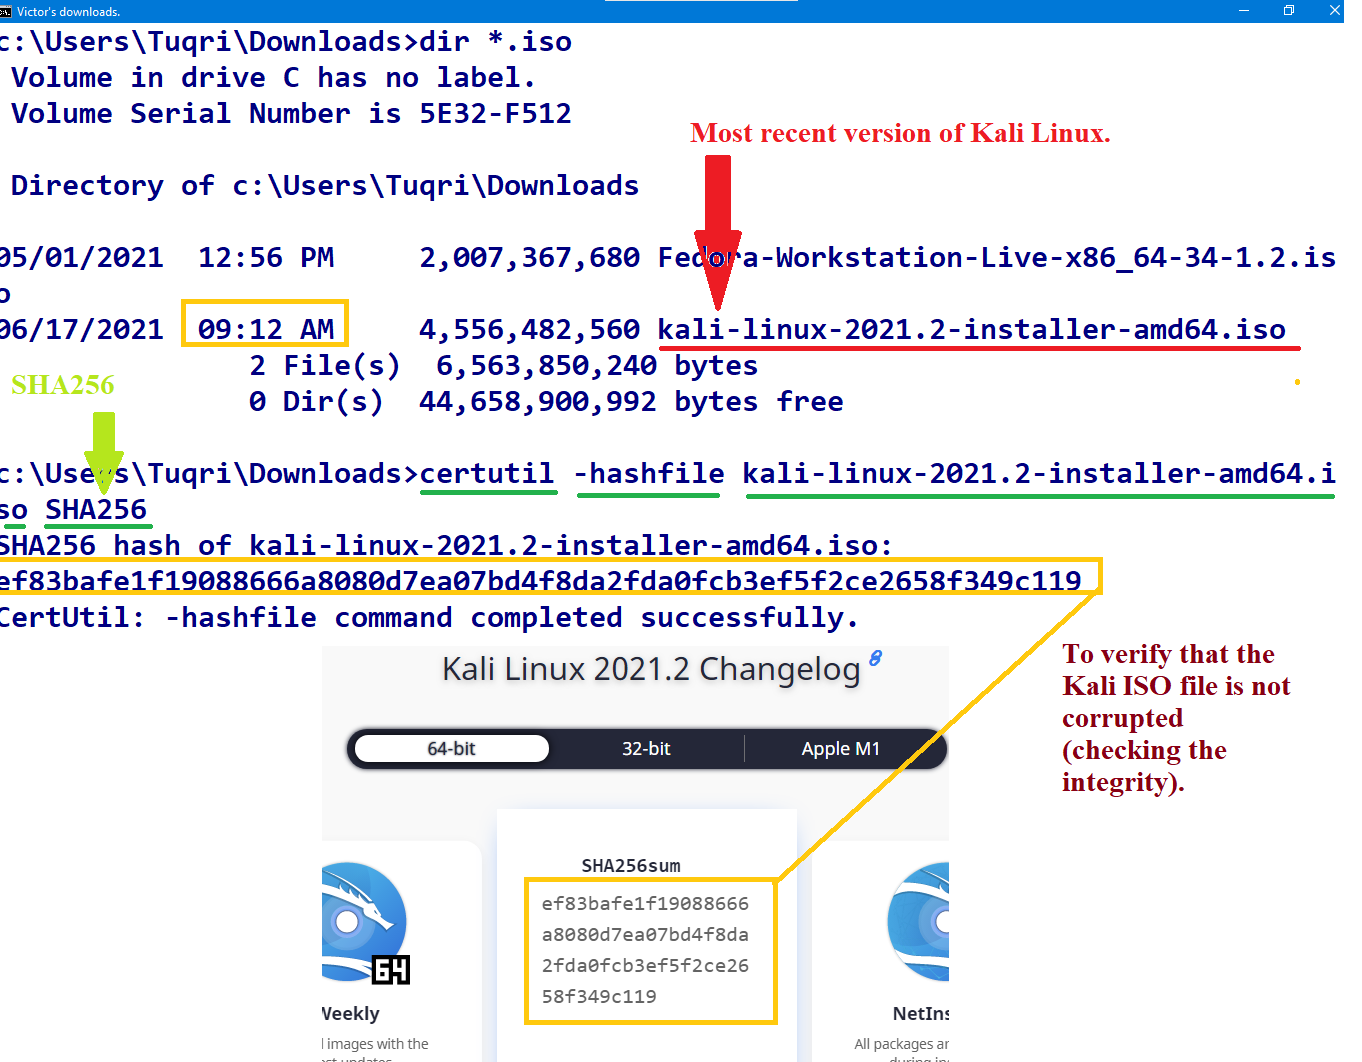 Victor's downloads.
c:\Users\Tuqri\Downloads>dir *.iso
Volume in drive C has no label.
Volume Serial Number is 5E32-F512
Most recent version of Kali Linux.
Directory of c:\Users\Tuqri\Downloads
05/01/2021 12:56 PM 2,007,367,680 Fedora-Workstation-Live-x86_64-34-1.2.is
o
06/17/2021 09:12 AM 4,556,482,560 kali-linux-2021.2-installer-amd64.iso
2 File(s) 6,563,850,240 bytes
SHA256
0 Dir(s) 44,658,900,992 bytes free
c:\Users\Tuqri\Downloads>certutil -hashfile kali-linux-2021.2-installer-amd64.i
so SHA256
SHA256 hash of kali-linux-2021.2-installer-amd64.iso:
ef83bafe1f19088666a8080d7ea07bd4f8da2fda0fcb3ef5f2ce2658f349c119
CertUtil: -hashfile command completed successfully.
To verify that the
Kali ISO file is not
corrupted
(checking the
integrity).
Kali Linux 2021.2 Changelog
64-bit 32-bit Apple M1
SHA256sum
ef83bafe1f19088666
a8080d7ea07bd4f8da
2fda0fcb3ef5f2ce26
58f349c119
64
Weekly
images with the
est updates
NetIns
All packages ar
during in